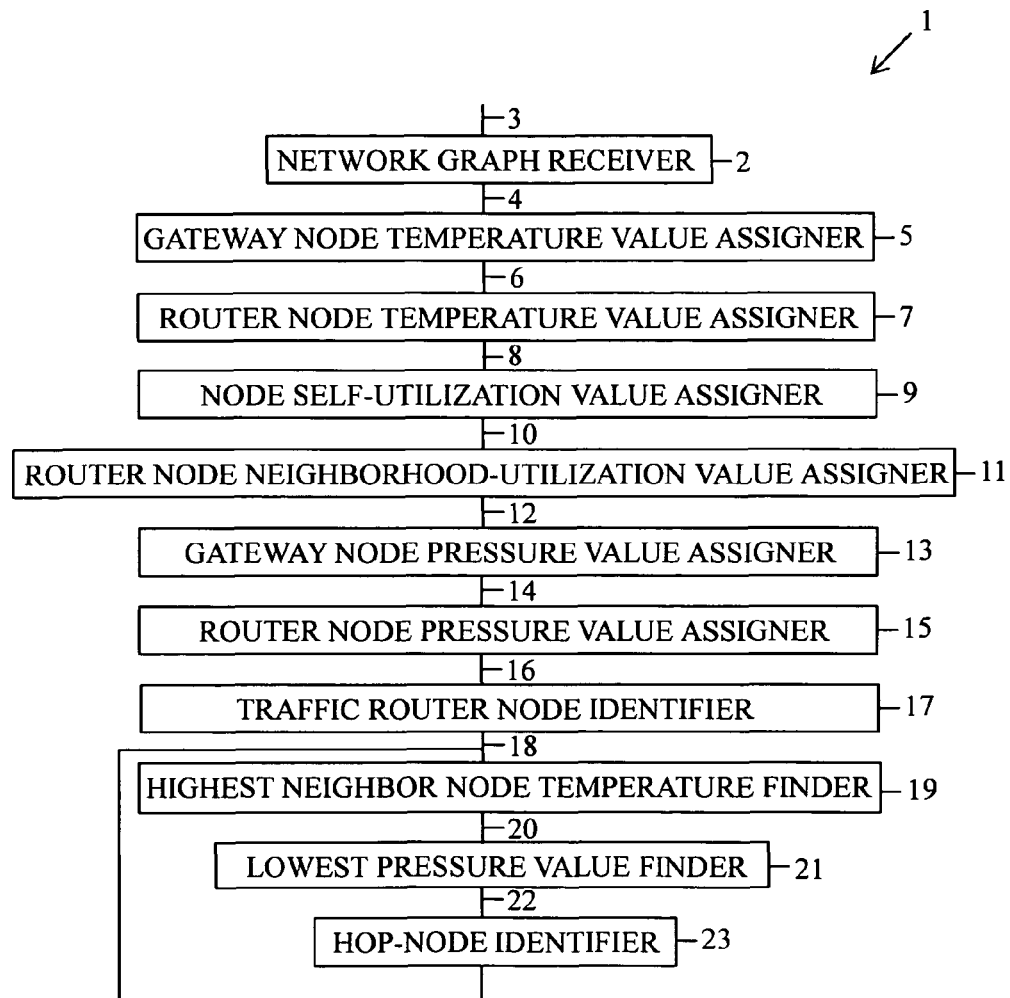 1
3
NETWORK GRAPH RECEIVER 2
4
GATEWAY NODE TEMPERATURE VALUE ASSIGNER 5
6
ROUTER NODE TEMPERATURE VALUE ASSIGNER 7
8
NODE SELF-UTILIZATION VALUE ASSIGNER 9
10
ROUTER NODE NEIGHBORHOOD-UTILIZATION VALUE ASSIGNER 11
12
GATEWAY NODE PRESSURE VALUE ASSIGNER 13
14
ROUTER NODE PRESSURE VALUE ASSIGNER 15
16
TRAFFIC ROUTER NODE IDENTIFIER 17
18
HIGHEST NEIGHBOR NODE TEMPERATURE FINDER 19
20
LOWEST PRESSURE VALUE FINDER 21
22
HOP-NODE IDENTIFIER 23